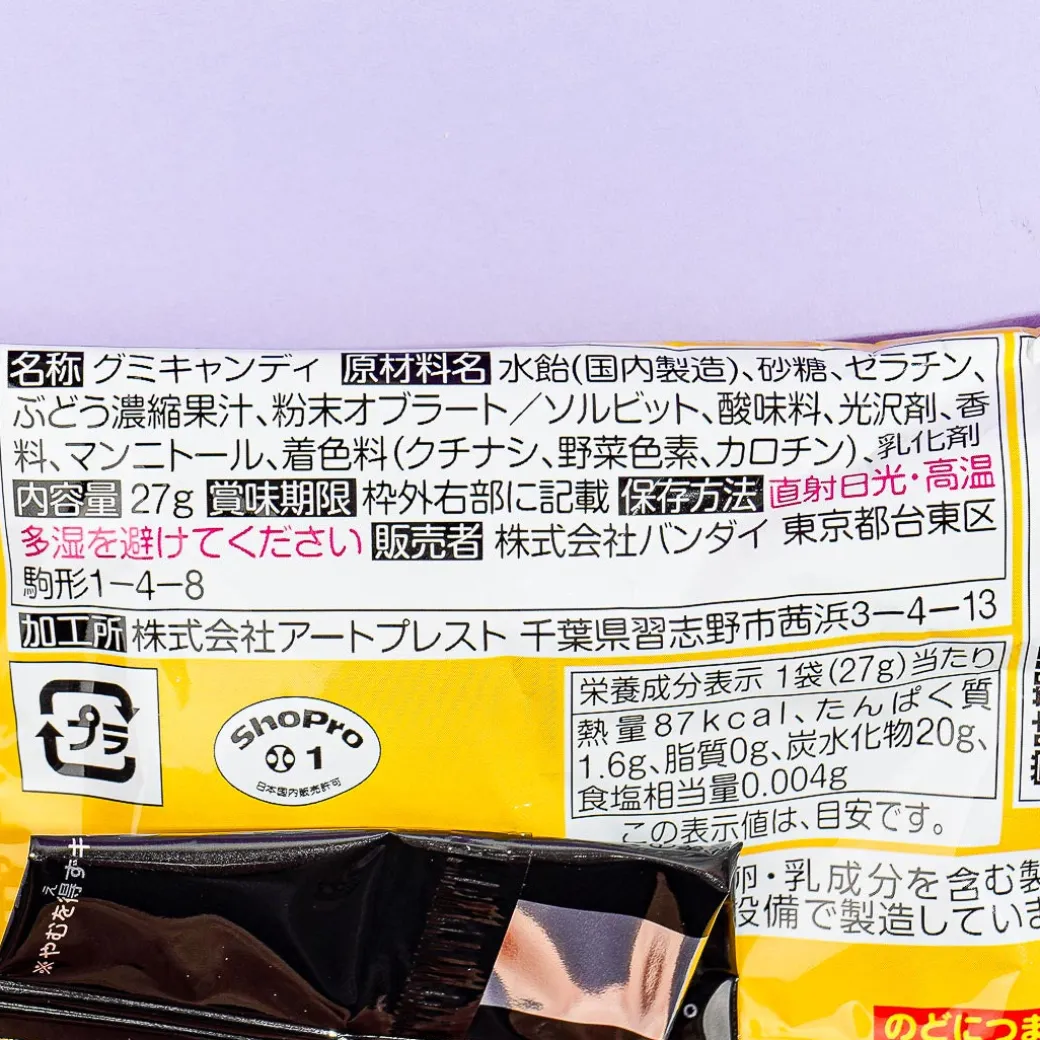 名称 グミキャンディ 原材料名 水飴(国内製造)、砂糖、ゼラチン、
ぶどう濃縮果汁、粉末オブラート／ソルビット、酸味料、光沢剤、香
料、マンニトール、着色料(クチナシ、野菜色素、カロチン)、乳化剤
内容量 27g 賞味期限 枠外右部に記載 保存方法 直射日光・高温
多湿を避けてください 販売者 株式会社バンダイ 東京都台東区
駒形1−4−8
加工所 株式会社アートプレスト 千葉県習志野市茜浜3−4−13
プラ
ShoPro
1
日本国内販売許可
栄養成分表示 1袋(27g)当たり
熱量87kcal、たんぱく質
1.6g、脂質0g、炭水化物20g、
食塩相当量0.004g
この表示値は、目安です。
卵・乳成分を含む製
設備で製造していま
※やむを得ずキ
え
のどにつま